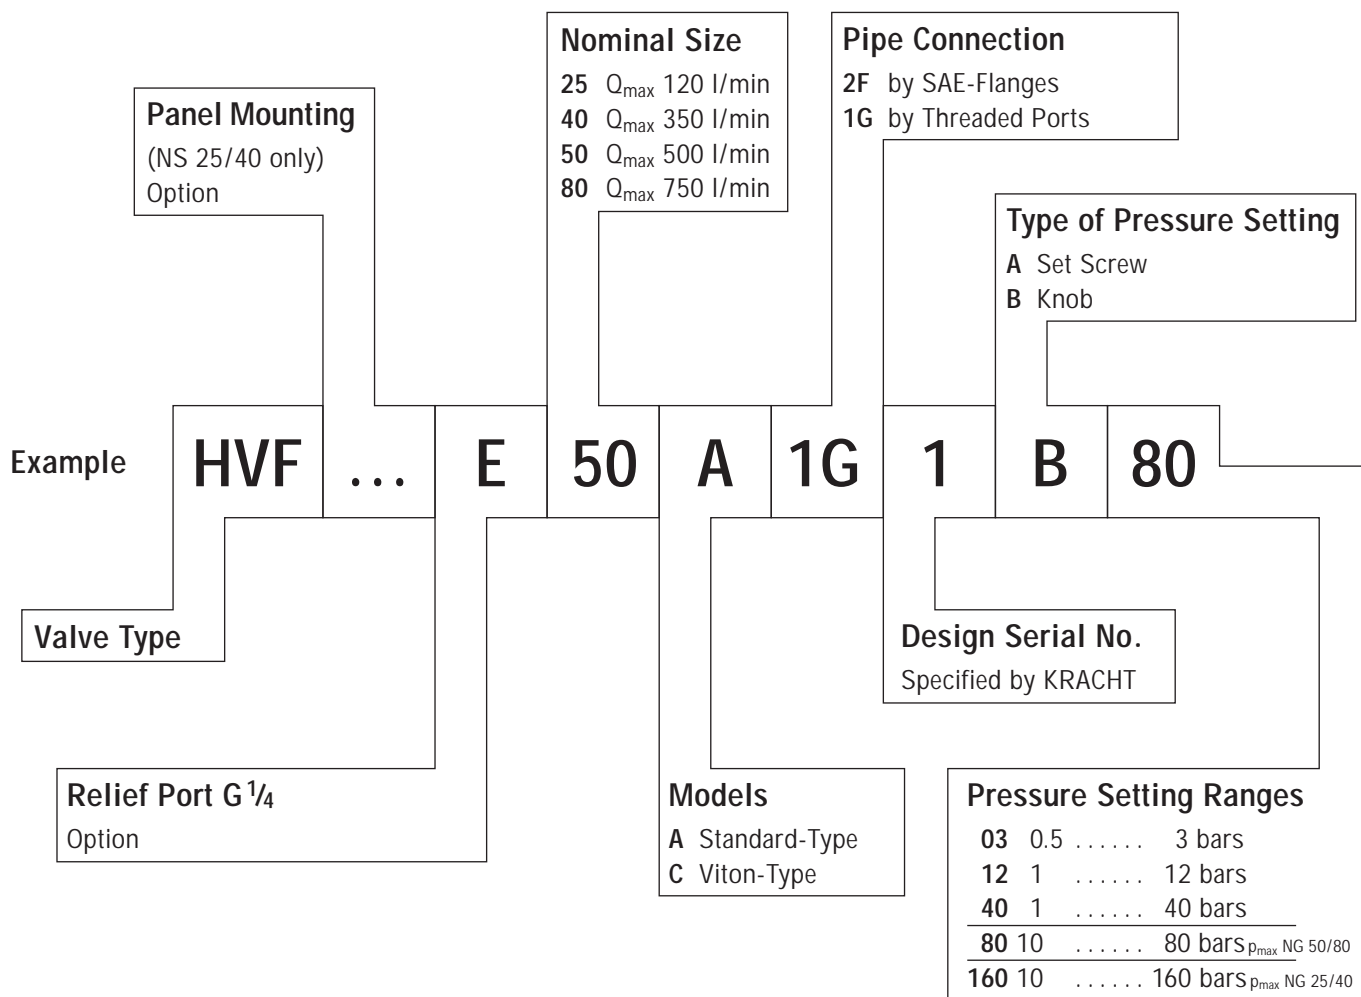 Nominal Size
25 Qmax 120 l/min
40 Qmax 350 l/min
50 Qmax 500 l/min
80 Qmax 750 l/min
Pipe Connection
2F by SAE-Flanges
1G by Threaded Ports
Panel Mounting
(NS 25/40 only)
Option
Type of Pressure Setting
A Set Screw
B Knob
Example HVF ... E 50 A 1G 1 B 80
Valve Type
Design Serial No.
Specified by KRACHT
Relief Port G 1/4
Option
Models
A Standard-Type
C Viton-Type
Pressure Setting Ranges
03 0.5 ...... 3 bars
12 1 ...... 12 bars
40 1 ...... 40 bars
80 10 ...... 80 bars pmax NG 50/80
160 10 ...... 160 bars pmax NG 25/40